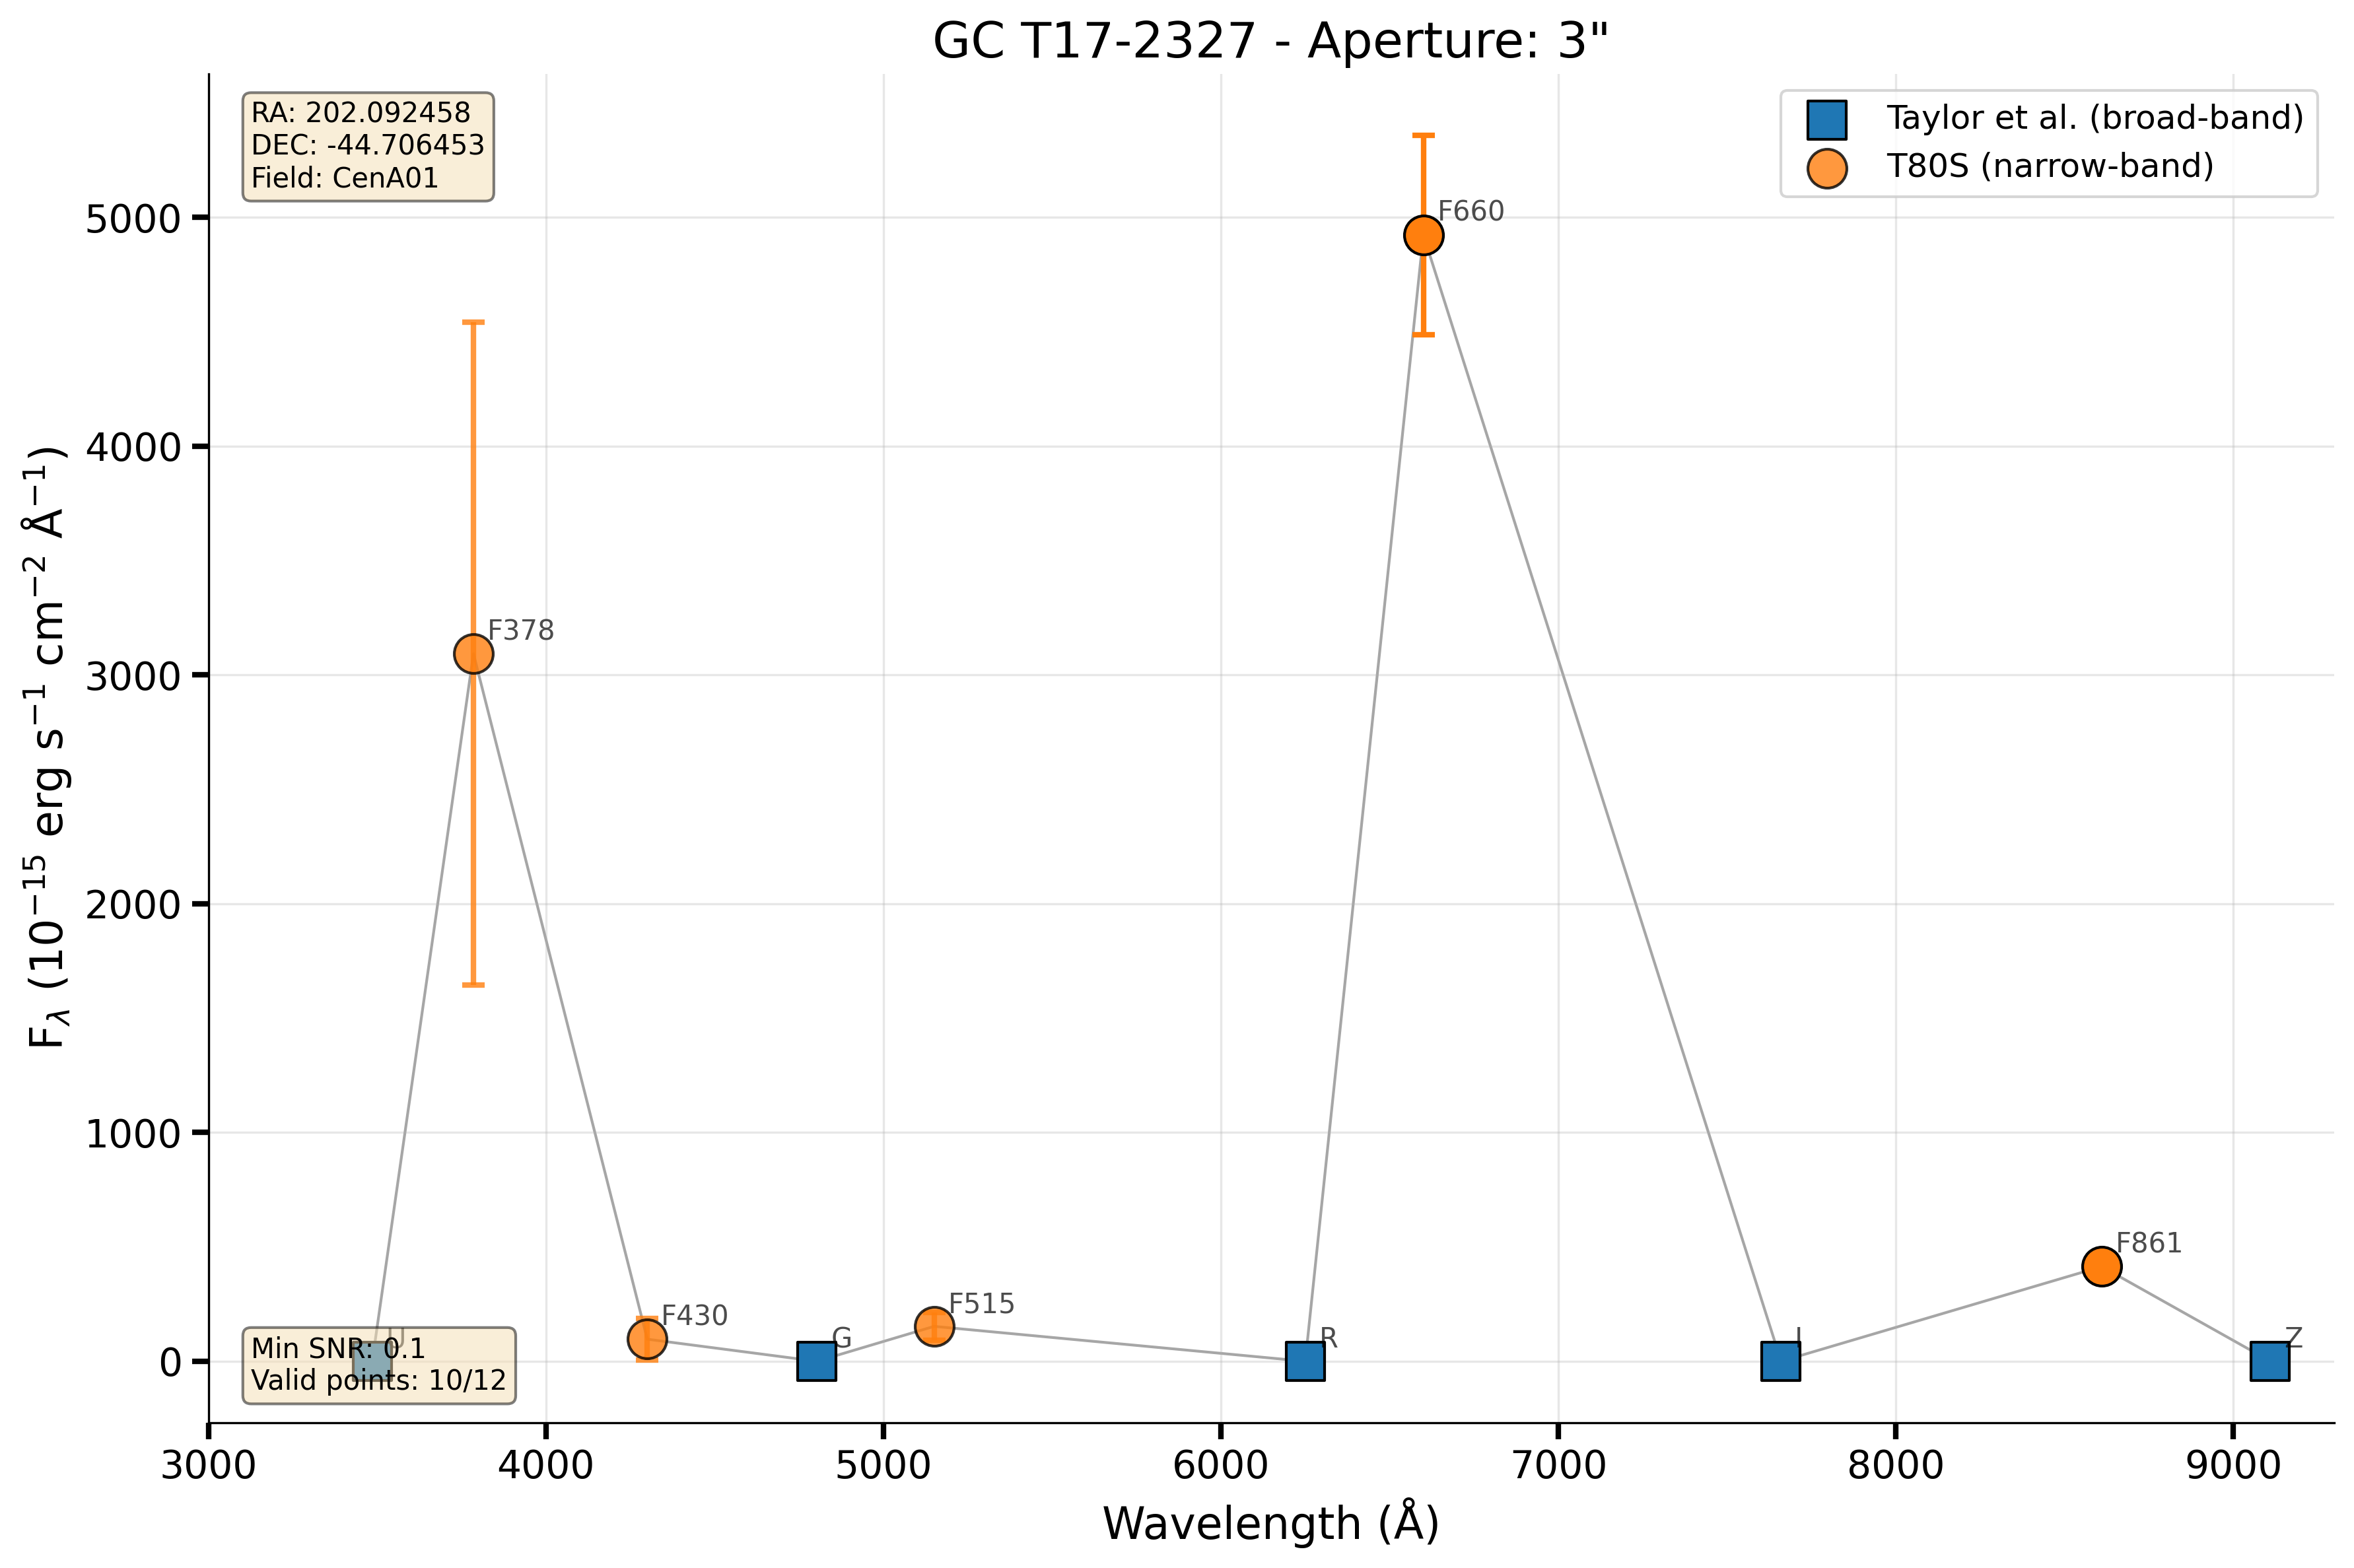 GC T17-2327 - Aperture: 3"
RA: 202.092458
DEC: -44.706453
Field: CenA01
Taylor et al. (broad-band)
T80S (narrow-band)
F660
F378
F861
F515
F430
U
G
R
I
Z
Min SNR: 0.1
Valid points: 10/12
5000
4000
3000
2000
1000
0
F_λ (10⁻¹⁵ erg s⁻¹ cm⁻² Å⁻¹)
3000 4000 5000 6000 7000 8000 9000
Wavelength (Å)